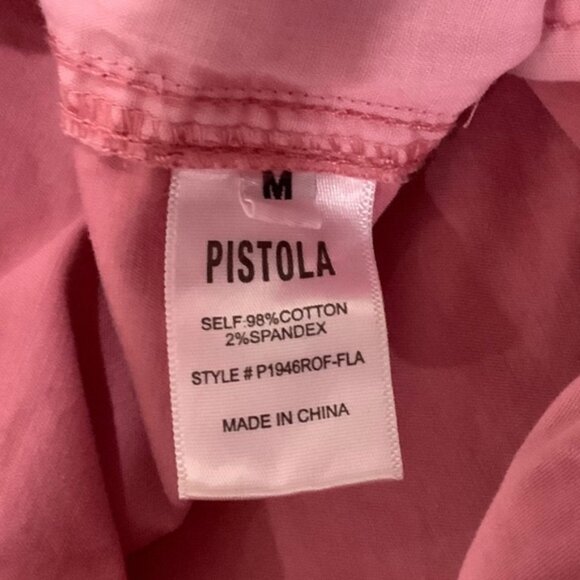 M
PISTOLA
SELF:98%COTTON
2%SPANDEX
STYLE # P1946ROF-FLA
MADE IN CHINA